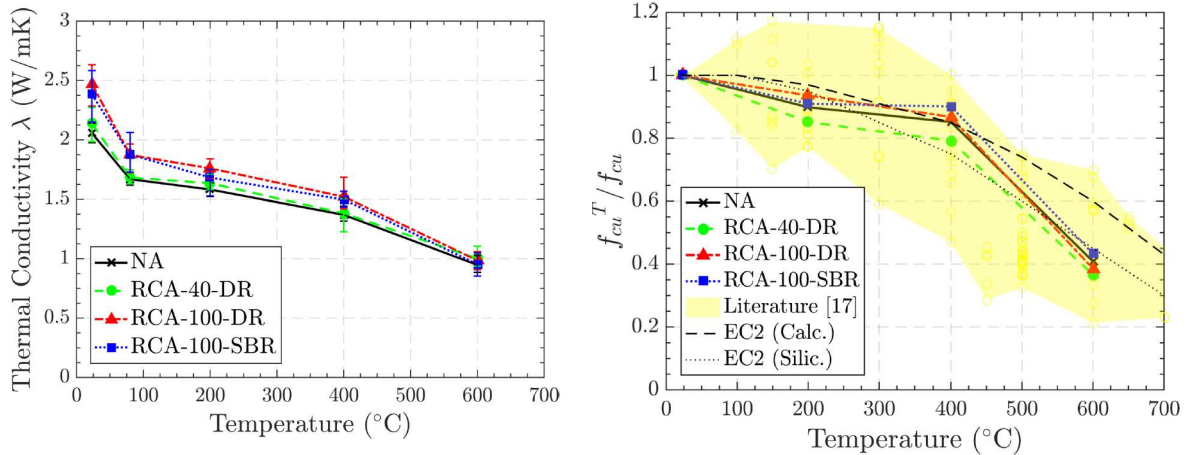 Thermal Conductivity λ (W/mK)
3
2.5
2
1.5
1
0.5
0
NA
RCA-40-DR
RCA-100-DR
RCA-100-SBR
0 100 200 300 400 500 600 700
Temperature (°C)
f_cu^T/f_cu
1.2
1
0.8
0.6
0.4
0.2
0
NA
RCA-40-DR
RCA-100-DR
RCA-100-SBR
Literature [17]
EC2 (Calc.)
EC2 (Silic.)
0 100 200 300 400 500 600 700
Temperature (°C)